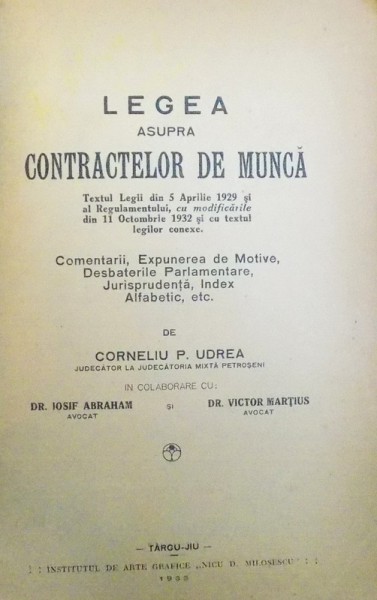 LEGEA
ASUPRA
CONTRACTELOR DE MUNCĂ
Textul Legii din 5 Aprilie 1929 și
al Regulamentului, cu modificările
din 11 Octombrie 1932 și cu textul
legilor conexe.
Comentarii, Expunerea de Motive,
Desbaterile Parlamentare,
Jurisprudență, Index
Alfabetic, etc.
DE
CORNELIU P. UDREA
JUDECĂTOR LA JUDECĂTORIA MIXTĂ PETROȘENI
IN COLABORARE CU:
DR. IOSIF ABRAHAM ȘI DR. VICTOR MARȚIUS
AVOCAT AVOCAT
— TÂRGU-JIU —
: : INSTITUTUL DE ARTE GRAFICE „NICU D. MILOȘESCU" : :